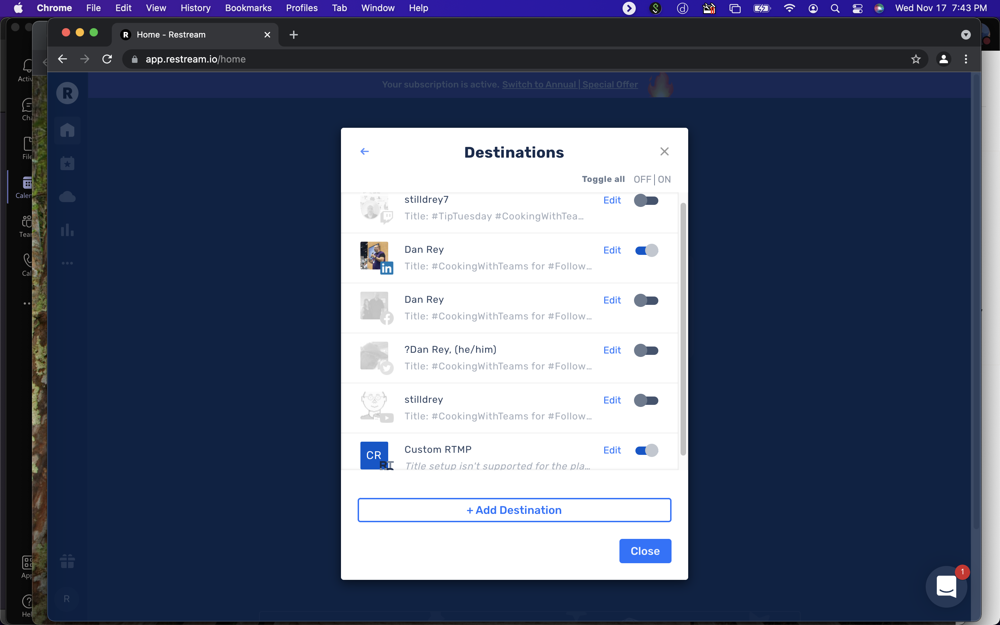 Chrome File Edit View History Bookmarks Profiles Tab Window Help
Wed Nov 17 7:43 PM
R Home - Restream
app.restream.io/home
Your subscription is active. Switch to Annual | Special Offer
R
Activ
Cha
File
Calen
Tear
Cal
App
Hel
R
Destinations
Toggle all OFF | ON
stilldrey7 Edit
Title: #TipTuesday #CookingWithTea...
Dan Rey Edit
in
Title: #CookingWithTeams for #Follow...
Dan Rey Edit
Title: #CookingWithTeams for #Follow...
?Dan Rey, (he/him) Edit
Title: #CookingWithTeams for #Follow...
stilldrey Edit
Title: #CookingWithTeams for #Follow...
CR
Custom RTMP Edit
Title setup isn't supported for the pla...
+ Add Destination
Close
1